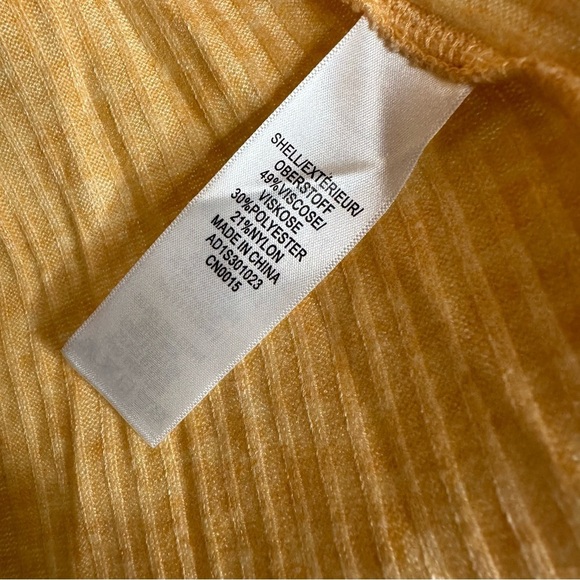 SHELL/EXTÉRIEUR/
OBERSTOFF
49%VISCOSE/
VISKOSE
30%POLYESTER
21%NYLON
MADE IN CHINA
AD1S301023
CN0015